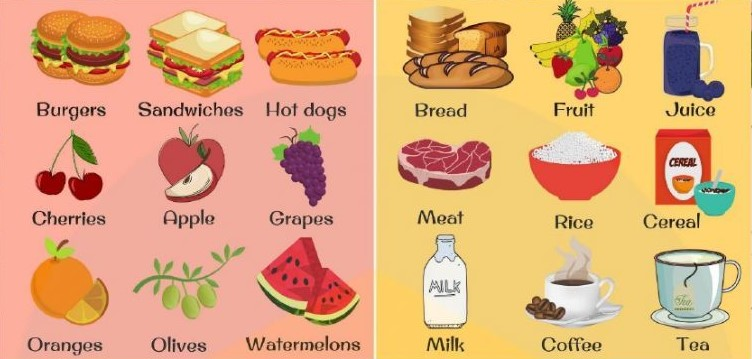 Burgers
Sandwiches
Hot dogs
Bread
Fruit
Juice
CEREAL
Cherries
Apple
Grapes
Meat
Rice
Cereal
MILK
Tea
Oranges
Olives
Watermelons
Milk
Coffee
Tea